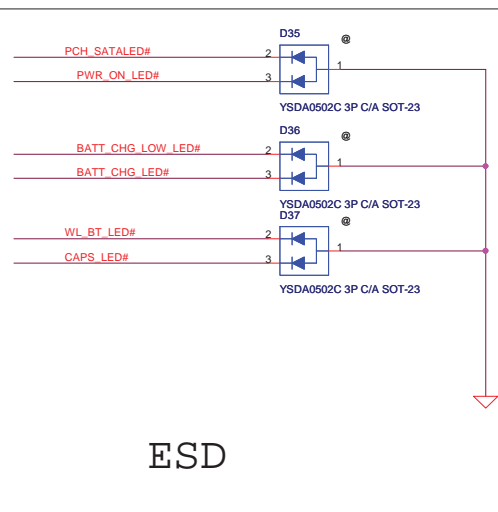 D35
@
PCH_SATALED#
2
1
PWR_ON_LED#
3
YSDA0502C 3P C/A SOT-23
D36
@
BATT_CHG_LOW_LED#
2
1
BATT_CHG_LED#
3
YSDA0502C 3P C/A SOT-23
D37
@
WL_BT_LED#
2
1
CAPS_LED#
3
YSDA0502C 3P C/A SOT-23
ESD